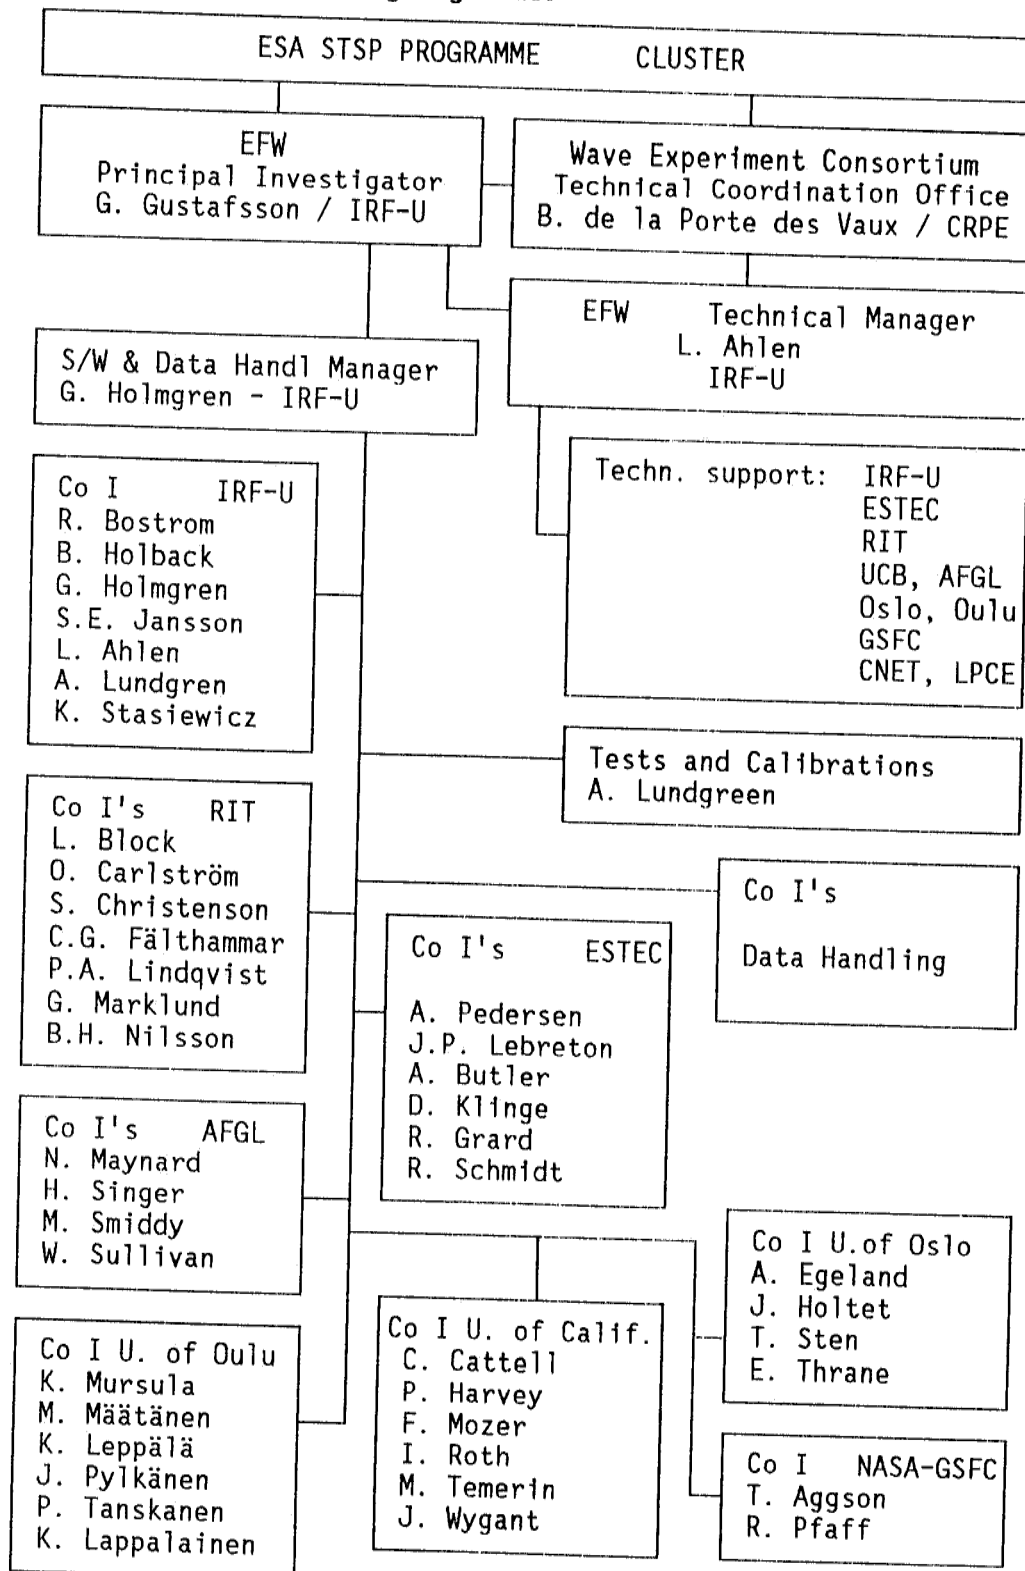 ESA STSP PROGRAMME CLUSTER
EFW
Principal Investigator
G. Gustafsson / IRF-U
Wave Experiment Consortium
Technical Coordination Office
B. de la Porte des Vaux / CRPE
EFW Technical Manager
L. Ahlen
IRF-U
S/W & Data Handl Manager
G. Holmgren - IRF-U
Techn. support: IRF-U
ESTEC
RIT
UCB, AFGL
Oslo, Oulu
GSFC
CNET, LPCE
Co I IRF-U
R. Bostrom
B. Holback
G. Holmgren
S.E. Jansson
L. Ahlen
A. Lundgren
K. Stasiewicz
Tests and Calibrations
A. Lundgreen
Co I's RIT
L. Block
O. Carlström
S. Christenson
C.G. Fälthammar
P.A. Lindqvist
G. Marklund
B.H. Nilsson
Co I's
Data Handling
Co I's ESTEC
A. Pedersen
J.P. Lebreton
A. Butler
D. Klinge
R. Grard
R. Schmidt
Co I's AFGL
N. Maynard
H. Singer
M. Smiddy
W. Sullivan
Co I U.of Oslo
A. Egeland
J. Holtet
T. Sten
E. Thrane
Co I U. of Calif.
C. Cattell
P. Harvey
F. Mozer
I. Roth
M. Temerin
J. Wygant
Co I U. of Oulu
K. Mursula
M. Määtänen
K. Leppälä
J. Pylkänen
P. Tanskanen
K. Lappalainen
Co I NASA-GSFC
T. Aggson
R. Pfaff